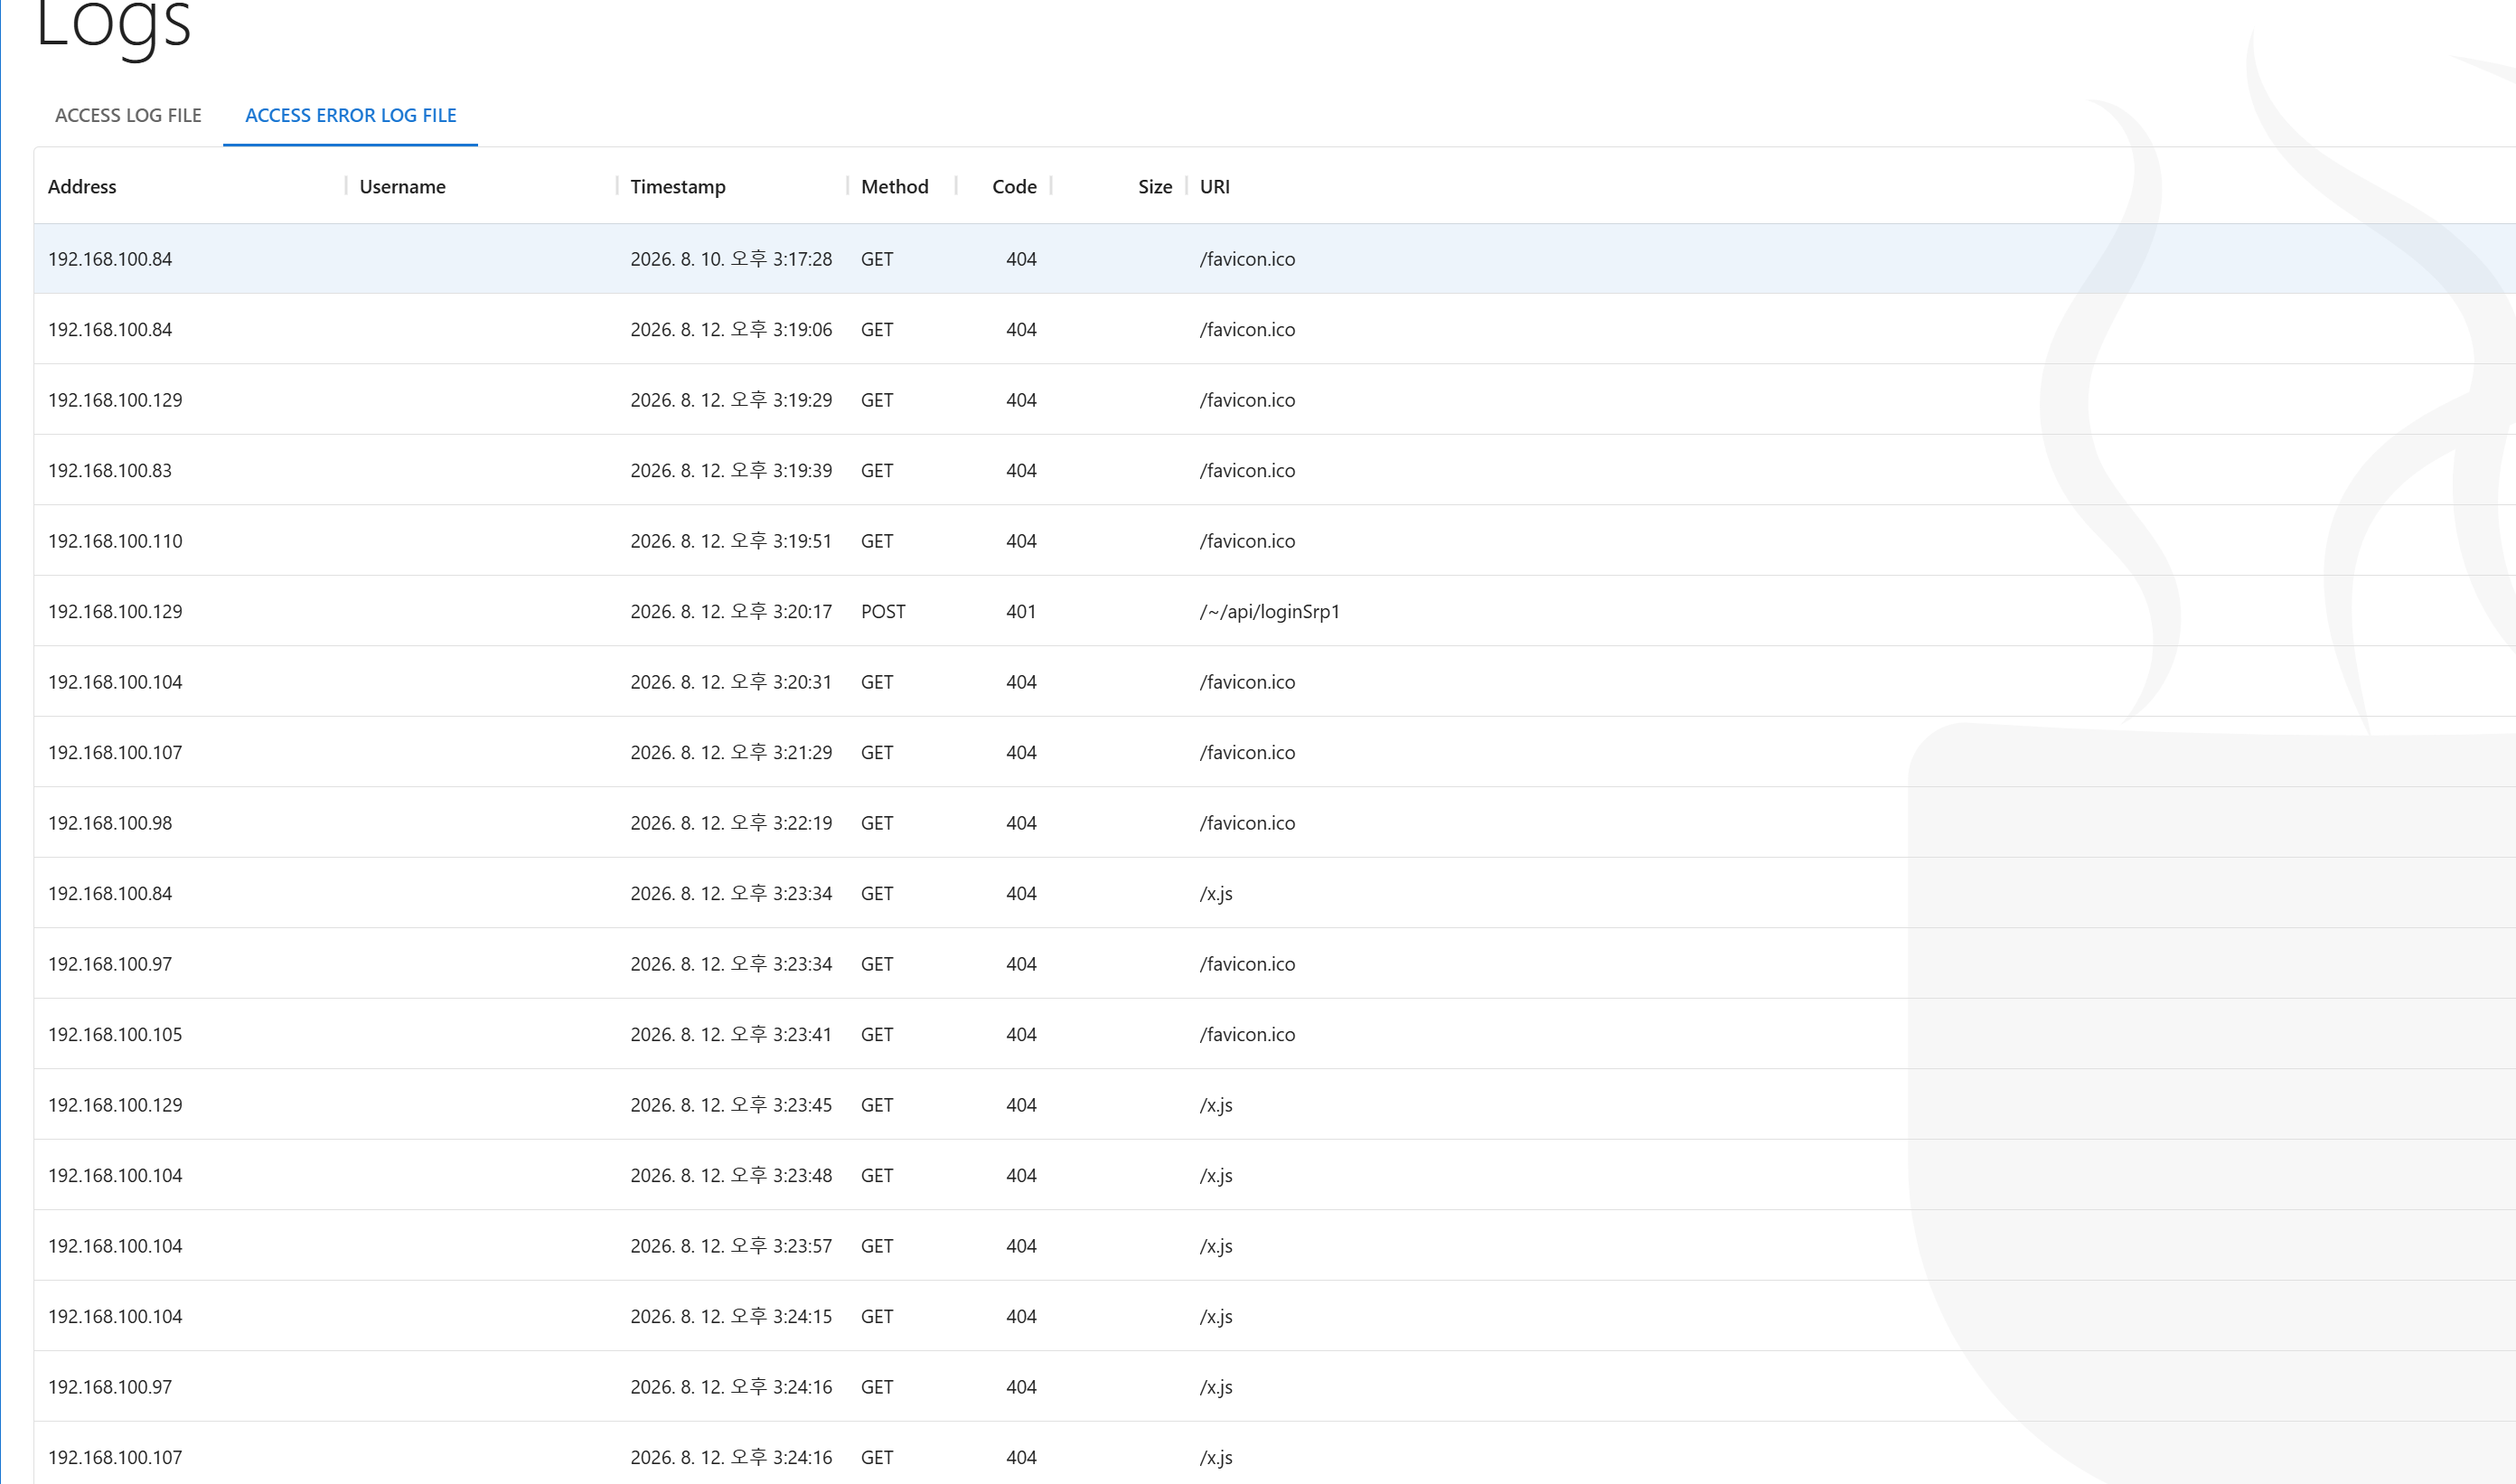 Logs
ACCESS LOG FILE ACCESS ERROR LOG FILE
Address Username Timestamp Method Code Size URI
192.168.100.84 2026. 8. 10. 오후 3:17:28 GET 404 /favicon.ico
192.168.100.84 2026. 8. 12. 오후 3:19:06 GET 404 /favicon.ico
192.168.100.129 2026. 8. 12. 오후 3:19:29 GET 404 /favicon.ico
192.168.100.83 2026. 8. 12. 오후 3:19:39 GET 404 /favicon.ico
192.168.100.110 2026. 8. 12. 오후 3:19:51 GET 404 /favicon.ico
192.168.100.129 2026. 8. 12. 오후 3:20:17 POST 401 /~/api/loginSrp1
192.168.100.104 2026. 8. 12. 오후 3:20:31 GET 404 /favicon.ico
192.168.100.107 2026. 8. 12. 오후 3:21:29 GET 404 /favicon.ico
192.168.100.98 2026. 8. 12. 오후 3:22:19 GET 404 /favicon.ico
192.168.100.84 2026. 8. 12. 오후 3:23:34 GET 404 /x.js
192.168.100.97 2026. 8. 12. 오후 3:23:34 GET 404 /favicon.ico
192.168.100.105 2026. 8. 12. 오후 3:23:41 GET 404 /favicon.ico
192.168.100.129 2026. 8. 12. 오후 3:23:45 GET 404 /x.js
192.168.100.104 2026. 8. 12. 오후 3:23:48 GET 404 /x.js
192.168.100.104 2026. 8. 12. 오후 3:23:57 GET 404 /x.js
192.168.100.104 2026. 8. 12. 오후 3:24:15 GET 404 /x.js
192.168.100.97 2026. 8. 12. 오후 3:24:16 GET 404 /x.js
192.168.100.107 2026. 8. 12. 오후 3:24:16 GET 404 /x.js